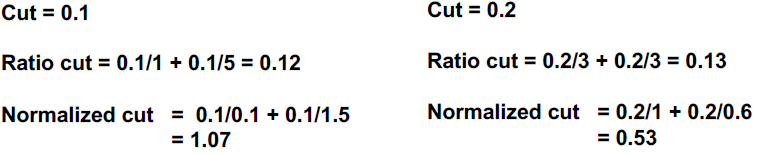 Cut = 0.1
Ratio cut = 0.1/1 + 0.1/5 = 0.12
Normalized cut = 0.1/0.1 + 0.1/1.5
= 1.07
Cut = 0.2
Ratio cut = 0.2/3 + 0.2/3 = 0.13
Normalized cut = 0.2/1 + 0.2/0.6
= 0.53